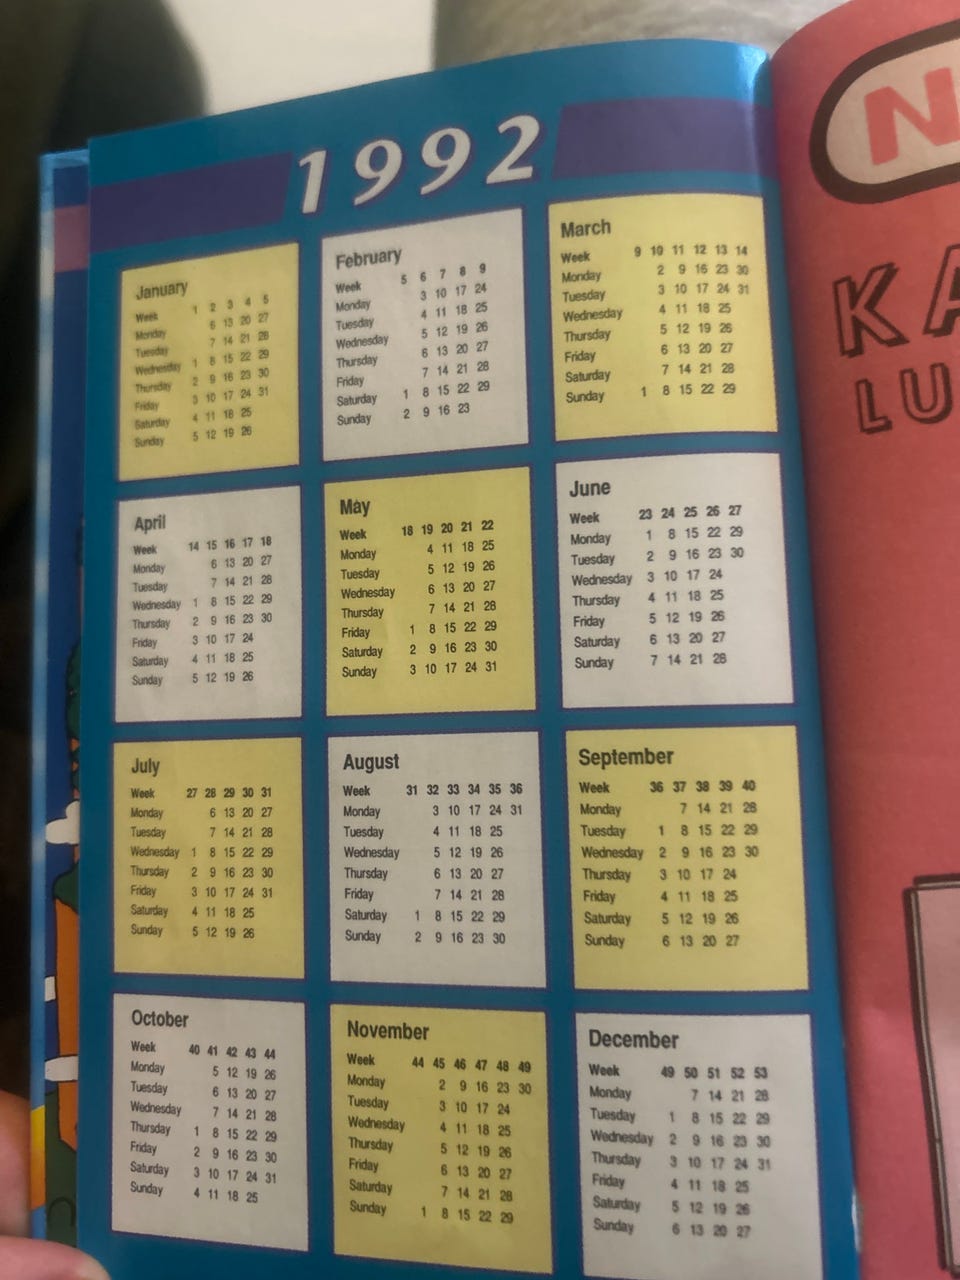 1992
January
Week 1 2 3 4 5
Monday 6 13 20 27
Tuesday 7 14 21 28
Wednesday 1 8 15 22 29
Thursday 2 9 16 23 30
Friday 3 10 17 24 31
Saturday 4 11 18 25
Sunday 5 12 19 26
February
Week 5 6 7 8 9
Monday 3 10 17 24
Tuesday 4 11 18 25
Wednesday 5 12 19 26
Thursday 6 13 20 27
Friday 7 14 21 28
Saturday 1 8 15 22 29
Sunday 2 9 16 23
March
Week 9 10 11 12 13 14
Monday 2 9 16 23 30
Tuesday 3 10 17 24 31
Wednesday 4 11 18 25
Thursday 5 12 19 26
Friday 6 13 20 27
Saturday 7 14 21 28
Sunday 1 8 15 22 29
April
Week 14 15 16 17 18
Monday 6 13 20 27
Tuesday 7 14 21 28
Wednesday 1 8 15 22 29
Thursday 2 9 16 23 30
Friday 3 10 17 24
Saturday 4 11 18 25
Sunday 5 12 19 26
May
Week 18 19 20 21 22
Monday 4 11 18 25
Tuesday 5 12 19 26
Wednesday 6 13 20 27
Thursday 7 14 21 28
Friday 1 8 15 22 29
Saturday 2 9 16 23 30
Sunday 3 10 17 24 31
June
Week 23 24 25 26 27
Monday 1 8 15 22 29
Tuesday 2 9 16 23 30
Wednesday 3 10 17 24
Thursday 4 11 18 25
Friday 5 12 19 26
Saturday 6 13 20 27
Sunday 7 14 21 28
July
Week 27 28 29 30 31
Monday 6 13 20 27
Tuesday 7 14 21 28
Wednesday 1 8 15 22 29
Thursday 2 9 16 23 30
Friday 3 10 17 24 31
Saturday 4 11 18 25
Sunday 5 12 19 26
August
Week 31 32 33 34 35 36
Monday 3 10 17 24 31
Tuesday 4 11 18 25
Wednesday 5 12 19 26
Thursday 6 13 20 27
Friday 7 14 21 28
Saturday 1 8 15 22 29
Sunday 2 9 16 23 30
September
Week 36 37 38 39 40
Monday 7 14 21 28
Tuesday 1 8 15 22 29
Wednesday 2 9 16 23 30
Thursday 3 10 17 24
Friday 4 11 18 25
Saturday 5 12 19 26
Sunday 6 13 20 27
October
Week 40 41 42 43 44
Monday 5 12 19 26
Tuesday 6 13 20 27
Wednesday 7 14 21 28
Thursday 1 8 15 22 29
Friday 2 9 16 23 30
Saturday 3 10 17 24 31
Sunday 4 11 18 25
November
Week 44 45 46 47 48 49
Monday 2 9 16 23 30
Tuesday 3 10 17 24
Wednesday 4 11 18 25
Thursday 5 12 19 26
Friday 6 13 20 27
Saturday 7 14 21 28
Sunday 1 8 15 22 29
December
Week 49 50 51 52 53
Monday 7 14 21 28
Tuesday 1 8 15 22 29
Wednesday 2 9 16 23 30
Thursday 3 10 17 24 31
Friday 4 11 18 25
Saturday 5 12 19 26
Sunday 6 13 20 27
N
KA
LU